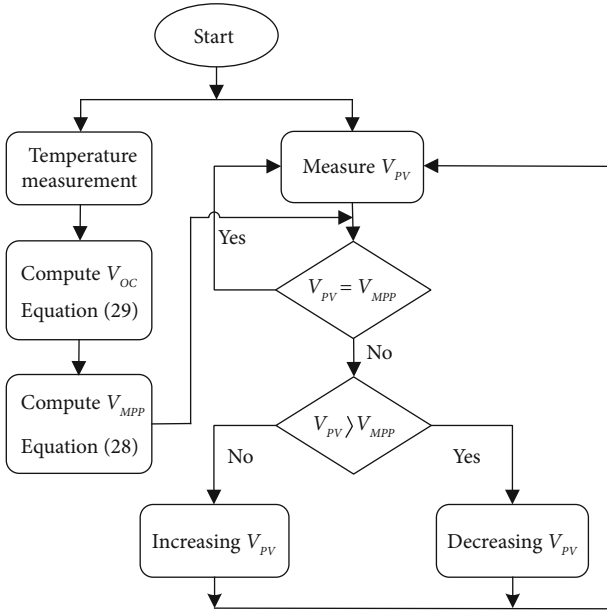 Start
Temperature
measurement
Measure V_PV
Yes
Compute V_OC
Equation (29)
V_PV = V_MPP
No
Compute V_MPP
Equation (28)
V_PV > V_MPP
No
Yes
Increasing V_PV
Decreasing V_PV